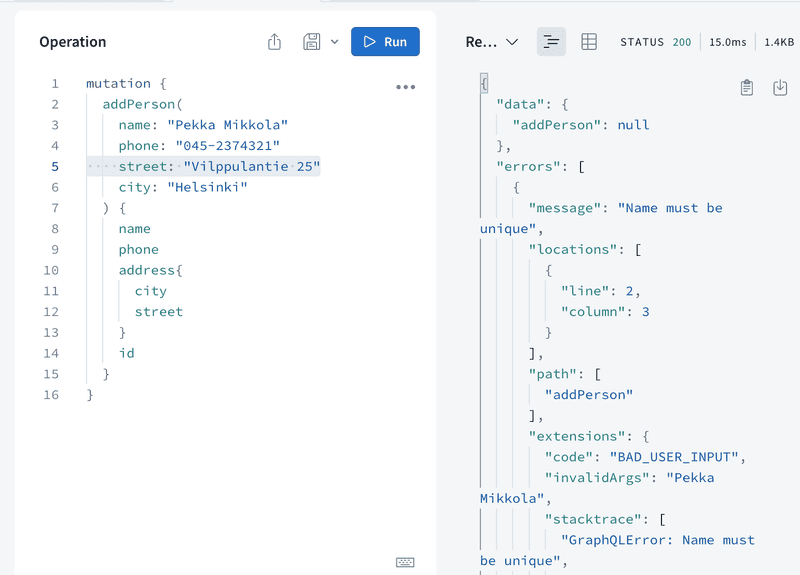 Operation
Run
1 mutation {
2 addPerson(
3 name: "Pekka Mikkola"
4 phone: "045-2374321"
5 street: "Vilppulantie 25"
6 city: "Helsinki"
7 ) {
8 name
9 phone
10 address{
11 city
12 street
13 }
14 id
15 }
16 }
Re... STATUS 200 15.0ms 1.4KB
{
"data": {
"addPerson": null
},
"errors": [
{
"message": "Name must be
unique",
"locations": [
{
"line": 2,
"column": 3
}
],
"path": [
"addPerson"
],
"extensions": {
"code": "BAD_USER_INPUT",
"invalidArgs": "Pekka
Mikkola",
"stacktrace": [
"GraphQLError: Name must
be unique",